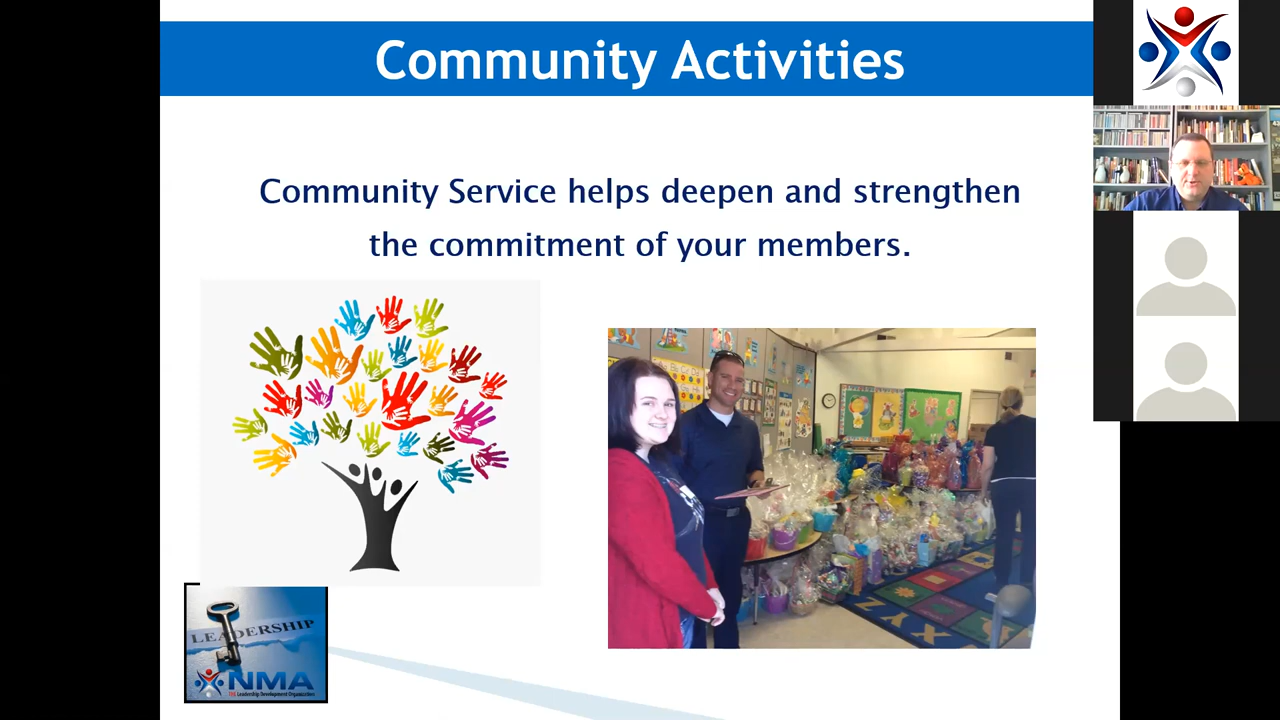 Community Activities
Community Service helps deepen and strengthen
the commitment of your members.
LEADERSHIP
NMA
THE Leadership Development Organization